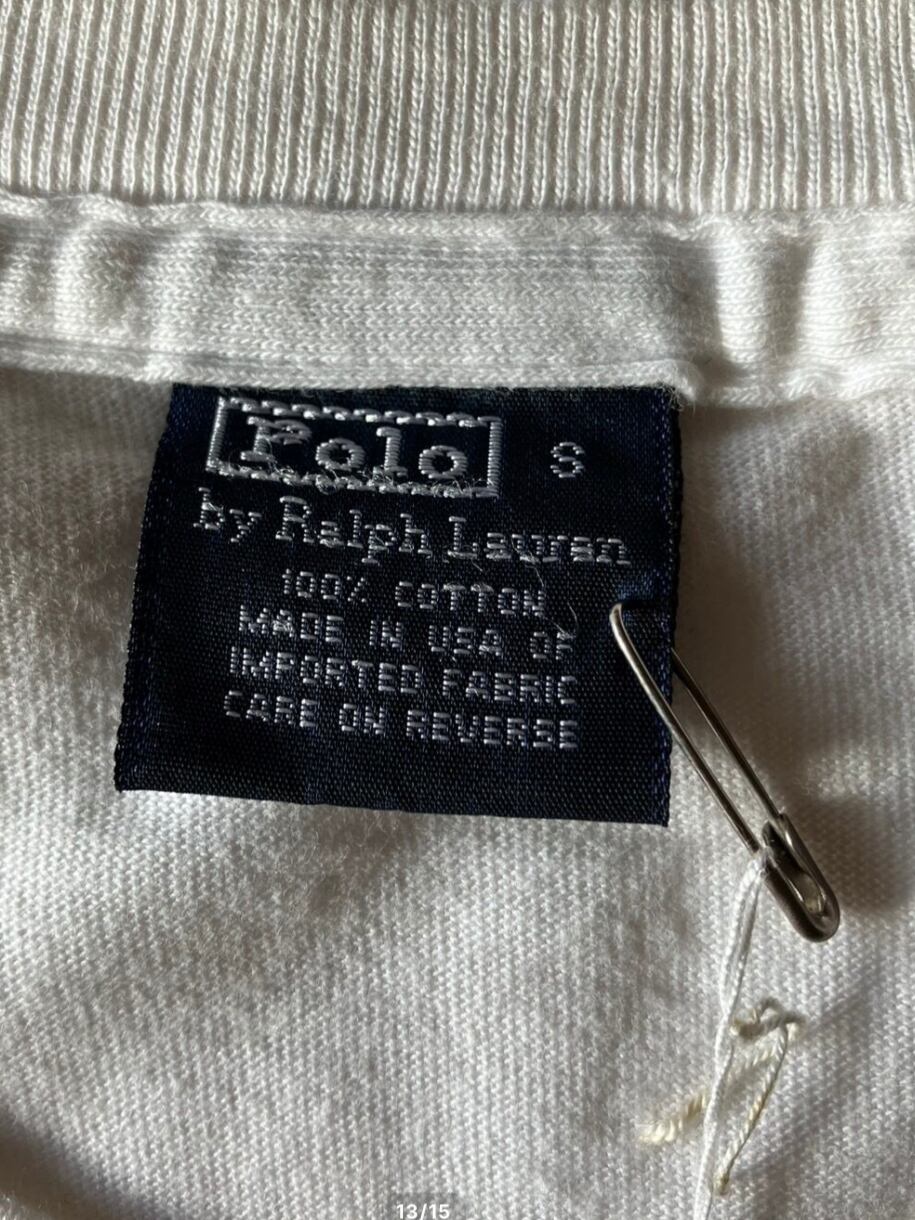 Polo S
by Ralph Lauren
100% COTTON
MADE IN USA OF
IMPORTED FABRIC
CARE ON REVERSE
13/15